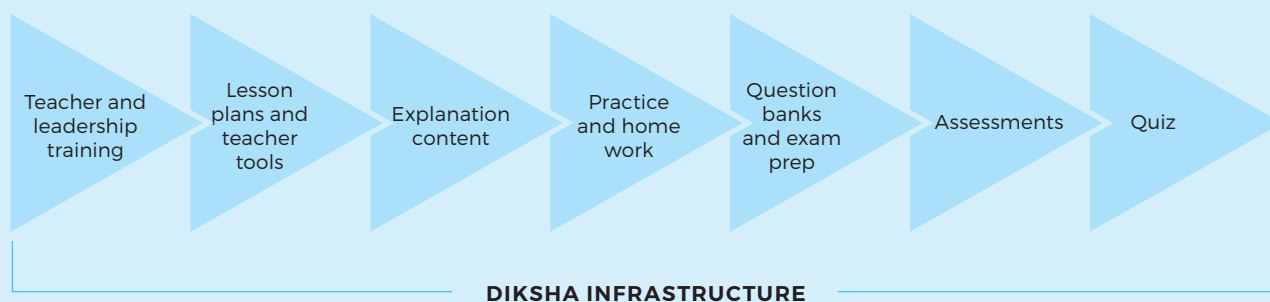 Teacher and
leadership
training
Lesson
plans and
teacher
tools
Explanation
content
Practice
and home
work
Question
banks
and exam
prep
Assessments
Quiz
DIKSHA INFRASTRUCTURE